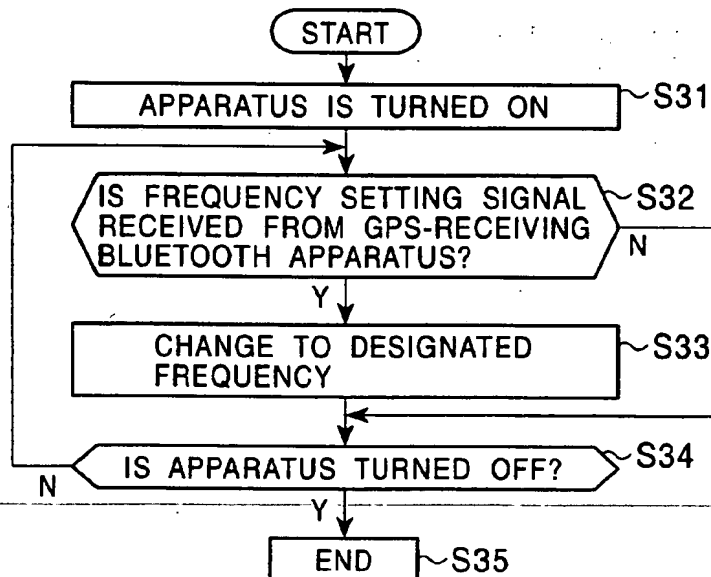 START
APPARATUS IS TURNED ON
S31
IS FREQUENCY SETTING SIGNAL
RECEIVED FROM GPS-RECEIVING
BLUETOOTH APPARATUS?
S32
N
Y
CHANGE TO DESIGNATED
FREQUENCY
S33
IS APPARATUS TURNED OFF?
S34
N
Y
END
S35